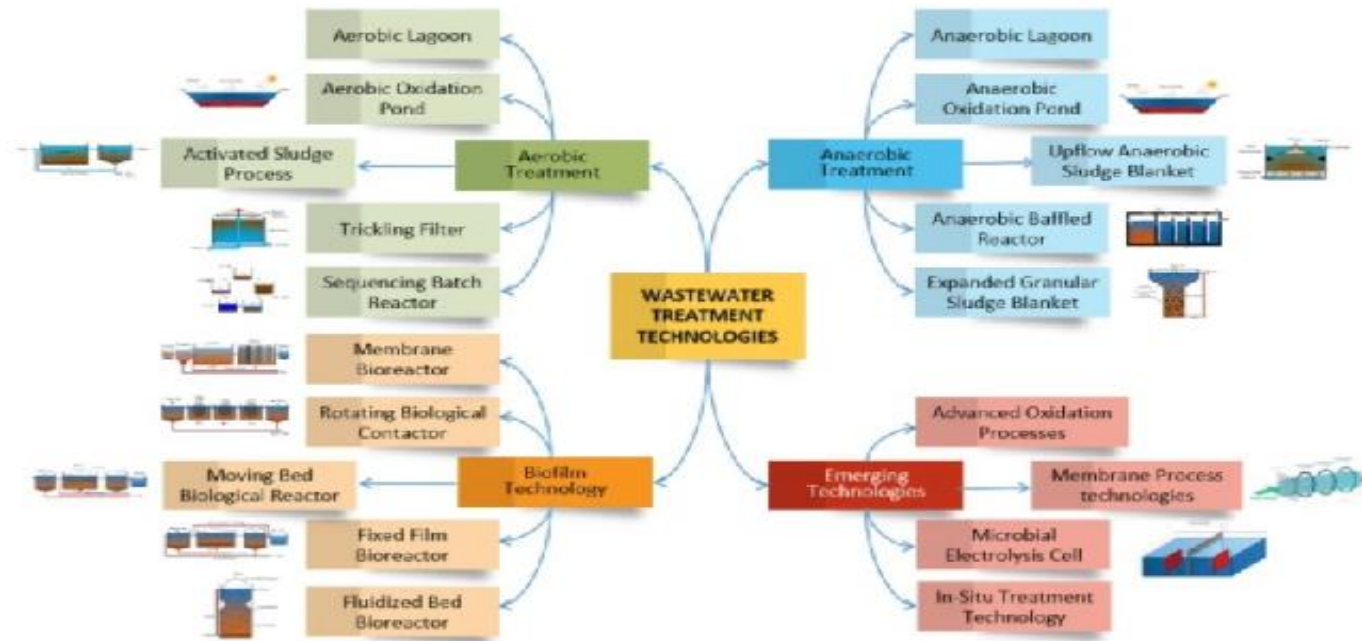 Aerobic Lagoon
Aerobic Oxidation
Pond
Activated Sludge
Process
Aerobic
Treatment
Trickling Filter
Sequencing Batch
Reactor
Anaerobic Lagoon
Anaerobic
Oxidation Pond
Anaerobic
Treatment
Upflow Anaerobic
Sludge Blanket
Anaerobic Baffled
Reactor
Expanded Granular
Sludge Blanket
WASTEWATER
TREATMENT
TECHNOLOGIES
Membrane
Bioreactor
Rotating Biological
Contactor
Moving Bed
Biological Reactor
Biofilm
Technology
Fixed Film
Bioreactor
Fluidized Bed
Bioreactor
Advanced Oxidation
Processes
Emerging
Technologies
Membrane Process
technologies
Microbial
Electrolysis Cell
In-Situ Treatment
Technology